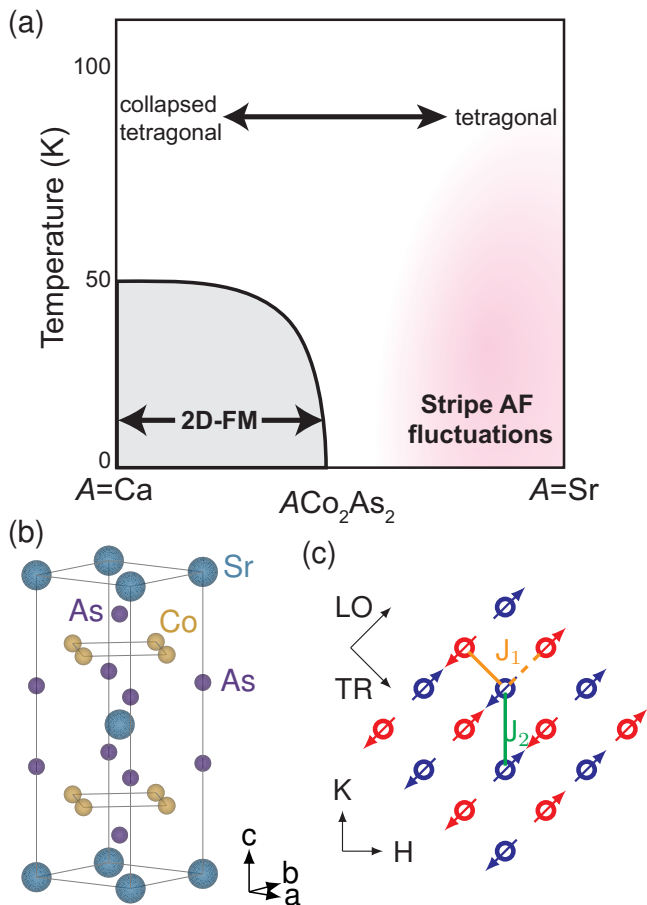 (a)
Temperature (K)
100
50
0
collapsed
tetragonal
tetragonal
2D-FM
Stripe AF
fluctuations
A=Ca
ACo₂As₂
A=Sr
(b)
Sr
As
Co
As
c
b
a
(c)
LO
TR
J₁
J₂
K
H